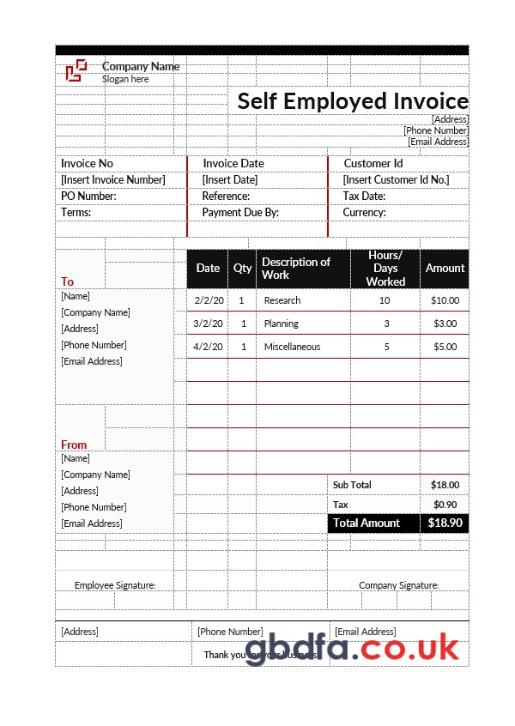 Company Name
Slogan here
Self Employed Invoice
[Address]
[Phone Number]
[Email Address]
Invoice No Invoice Date Customer Id
[Insert Invoice Number] [Insert Date] [Insert Customer Id No.]
PO Number: Reference: Tax Date:
Terms: Payment Due By: Currency:
To
[Name]
[Company Name]
[Address]
[Phone Number]
[Email Address]
From
[Name]
[Company Name]
[Address]
[Phone Number]
[Email Address]
Date Qty Description of Work Hours/ Days Worked Amount
2/2/20 1 Research 10 $10.00
3/2/20 1 Planning 3 $3.00
4/2/20 1 Miscellaneous 5 $5.00
Sub Total $18.00
Tax $0.90
Total Amount $18.90
Employee Signature: Company Signature:
[Address] [Phone Number] [Email Address]
Thank you for your business
gbdfa.co.uk